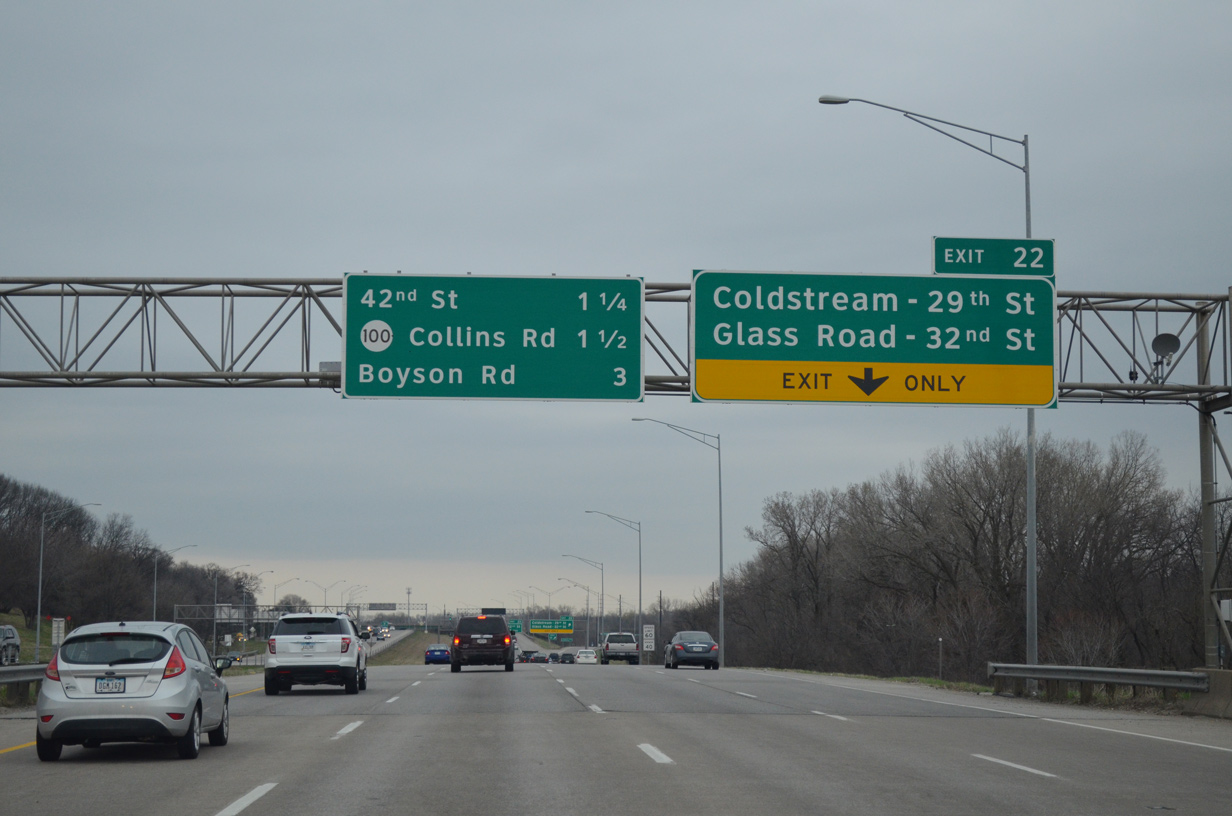 42nd St 1 1/4
100 Collins Rd 1 1/2
Boyson Rd 3
EXIT 22
Coldstream - 29th St
Glass Road - 32nd St
EXIT ONLY